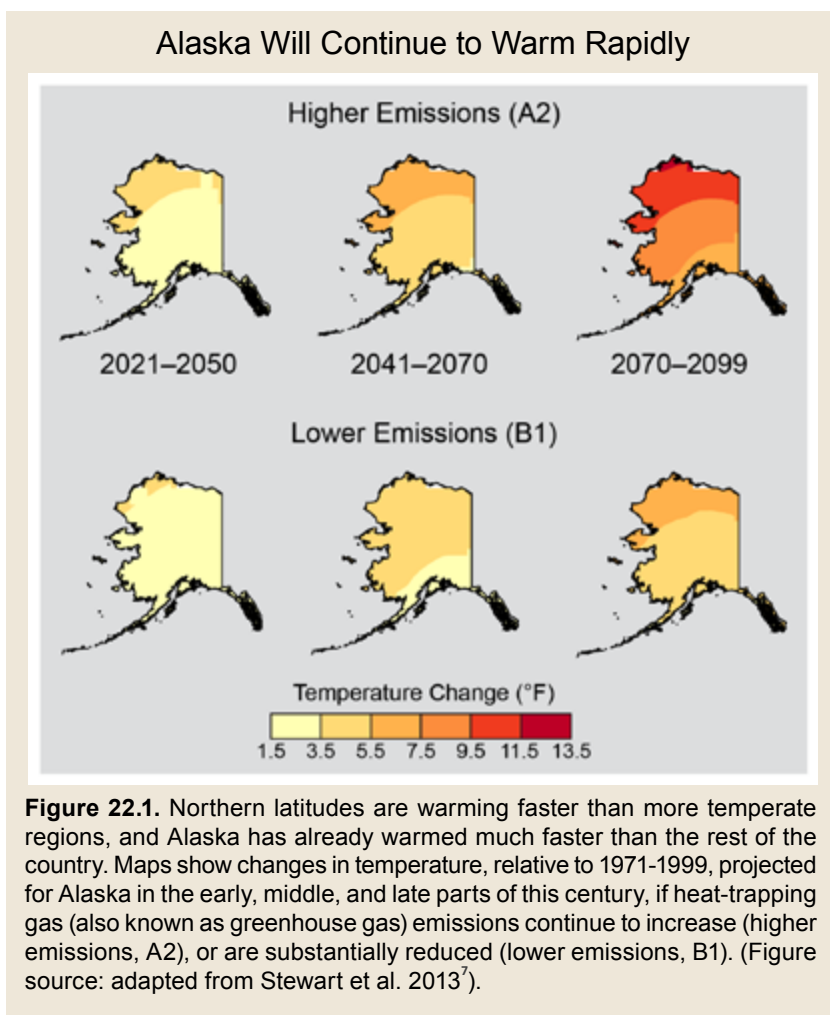 Alaska Will Continue to Warm Rapidly
Higher Emissions (A2)
2021–2050 2041–2070 2070–2099
Lower Emissions (B1)
Temperature Change (°F)
1.5 3.5 5.5 7.5 9.5 11.5 13.5
Figure 22.1. Northern latitudes are warming faster than more temperate
regions, and Alaska has already warmed much faster than the rest of the
country. Maps show changes in temperature, relative to 1971-1999, projected
for Alaska in the early, middle, and late parts of this century, if heat-trapping
gas (also known as greenhouse gas) emissions continue to increase (higher
emissions, A2), or are substantially reduced (lower emissions, B1). (Figure
source: adapted from Stewart et al. 2013⁷).